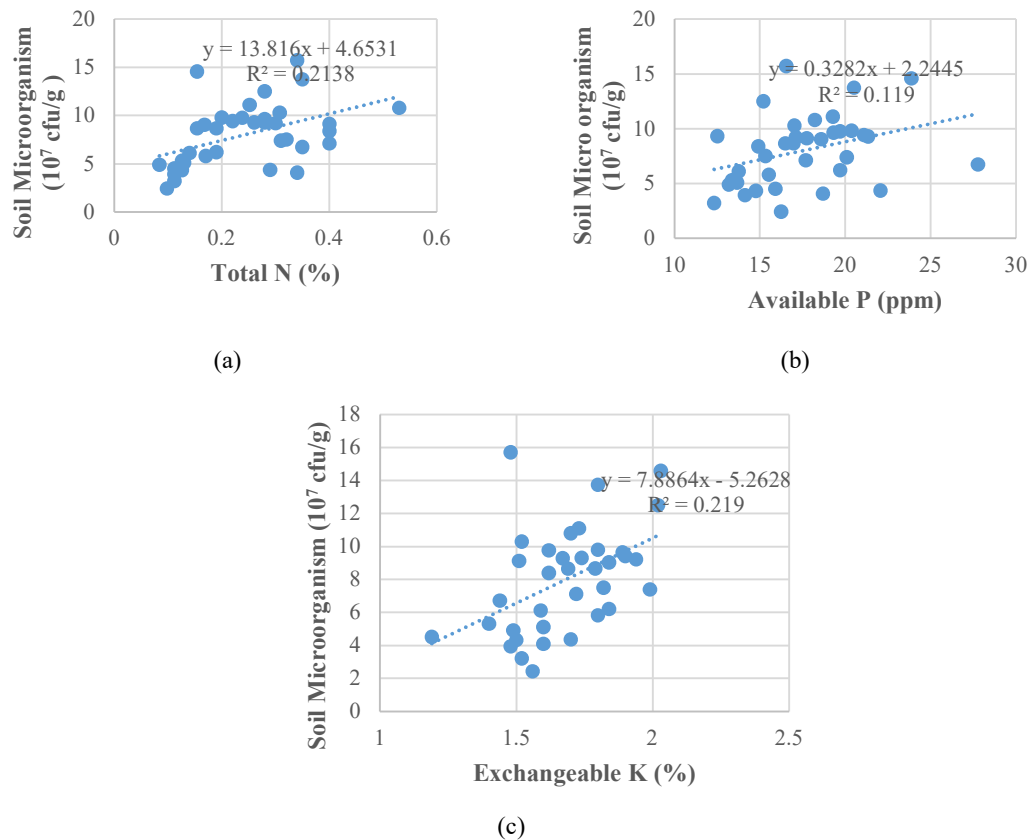 20
15
10
5
0
0
0.2
0.4
0.6
y = 13.816x + 4.6531
R² = 0.2138
Soil Microorganism
(10⁷ cfu/g)
Total N (%)
(a)
20
15
10
5
0
10
15
20
25
30
y = 0.3282x + 2.2445
R² = 0.119
Soil Micro organism
(10⁷ cfu/g)
Available P (ppm)
(b)
18
16
14
12
10
8
6
4
2
0
1
1.5
2
2.5
y = 7.8864x - 5.2628
R² = 0.219
Soil Microorganism (10⁷ cfu/g)
Exchangeable K (%)
(c)